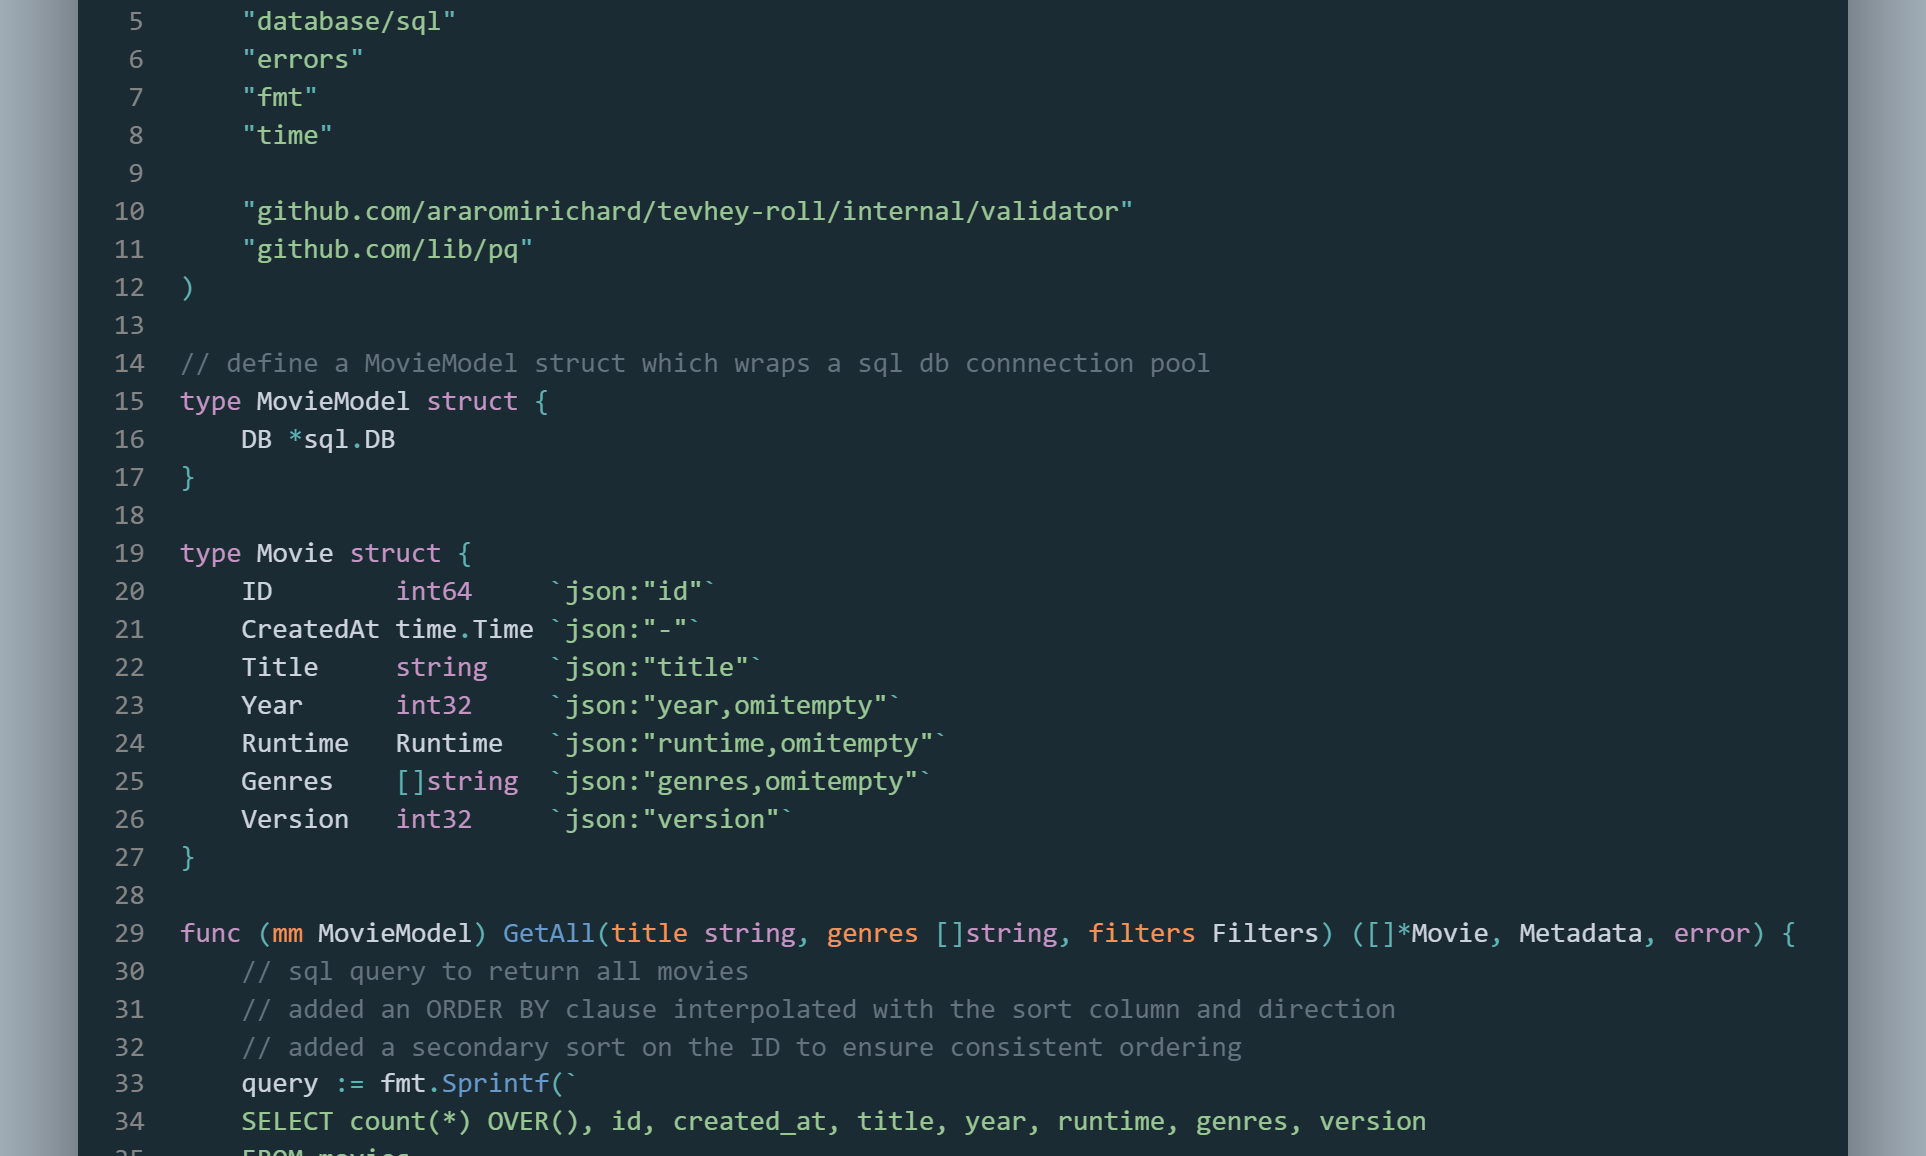 5 "database/sql"
6 "errors"
7 "fmt"
8 "time"
9
10 "github.com/araromirichard/tevhey-roll/internal/validator"
11 "github.com/lib/pq"
12 )
13
14 // define a MovieModel struct which wraps a sql db connnection pool
15 type MovieModel struct {
16 DB *sql.DB
17 }
18
19 type Movie struct {
20 ID int64 `json:"id"`
21 CreatedAt time.Time `json:"-"`
22 Title string `json:"title"`
23 Year int32 `json:"year,omitempty"`
24 Runtime Runtime `json:"runtime,omitempty"`
25 Genres []string `json:"genres,omitempty"`
26 Version int32 `json:"version"`
27 }
28
29 func (mm MovieModel) GetAll(title string, genres []string, filters Filters) ([]*Movie, Metadata, error) {
30 // sql query to return all movies
31 // added an ORDER BY clause interpolated with the sort column and direction
32 // added a secondary sort on the ID to ensure consistent ordering
33 query := fmt.Sprintf(`
34 SELECT count(*) OVER(), id, created_at, title, year, runtime, genres, version
35 FROM movies